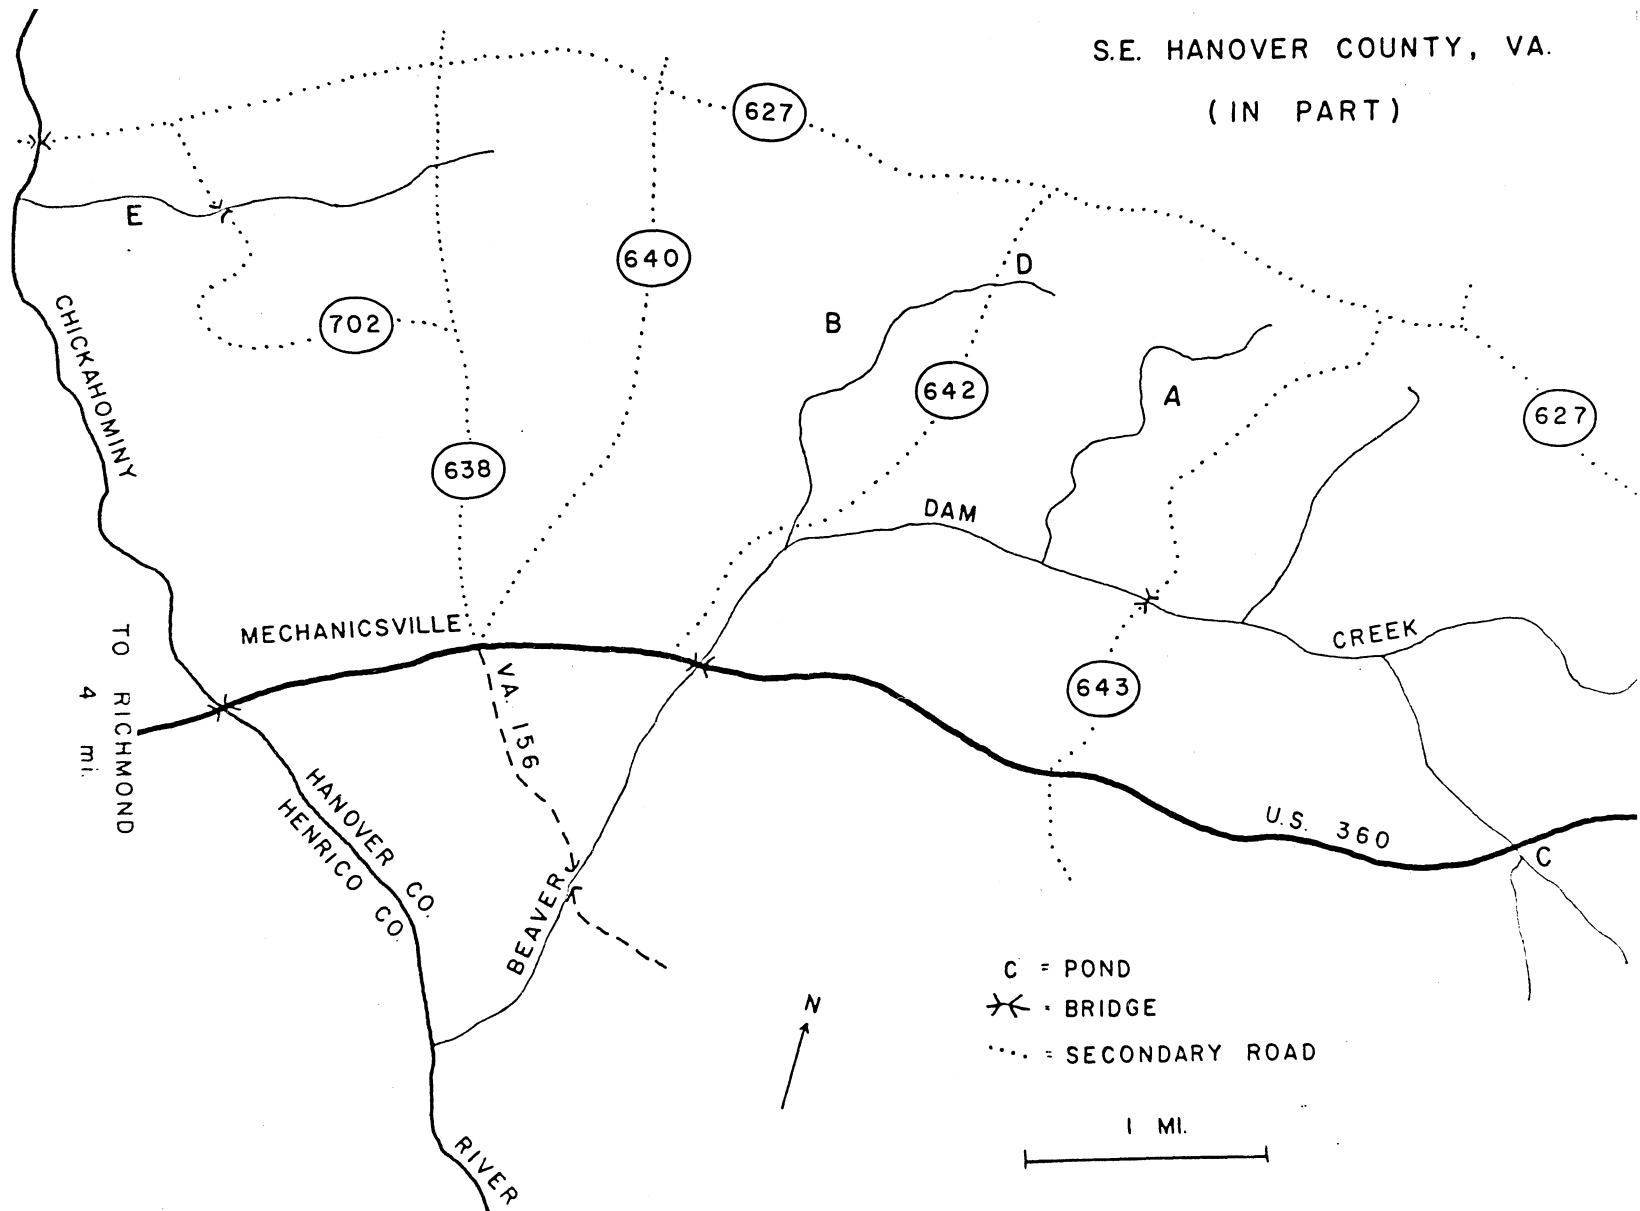 S.E. HANOVER COUNTY, VA.
(IN PART)
627
E
640
D
CHICKAHOMINY
702
B
642
A
627
638
DAM
MECHANICSVILLE
CREEK
TO RICHMOND
4 mi.
VA. 156
643
HANOVER CO.
HENRICO CO.
U.S. 360
C
BEAVER
C = POND
= BRIDGE
.... = SECONDARY ROAD
N
1 MI.
RIVER